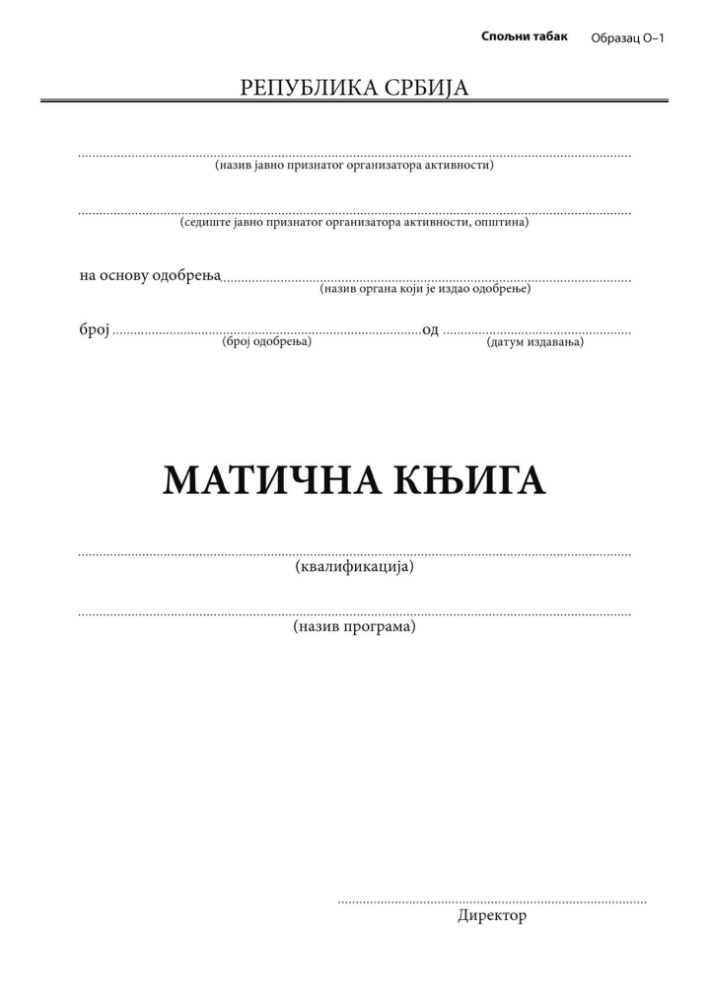 Спољни табак Образац О–1
РЕПУБЛИКА СРБИЈА
(назив јавно признатог организатора активности)
(седиште јавно признатог организатора активности, општина)
на основу одобрења
(назив органа који је издао одобрење)
број од
(број одобрења) (датум издавања)
МАТИЧНА КЊИГА
(квалификација)
(назив програма)
Директор